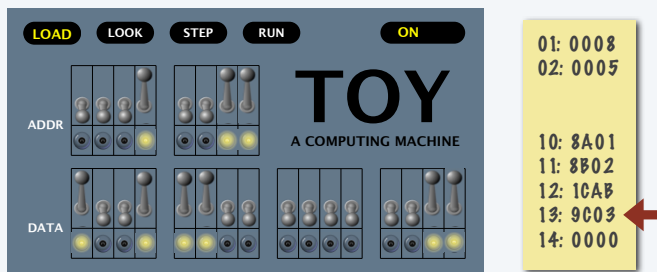 LOAD LOOK STEP RUN ON
TOY
ADDR
A COMPUTING MACHINE
DATA
01: 0008
02: 0005
10: 8A01
11: 8B02
12: 1CAB
13: 9C03
14: 0000